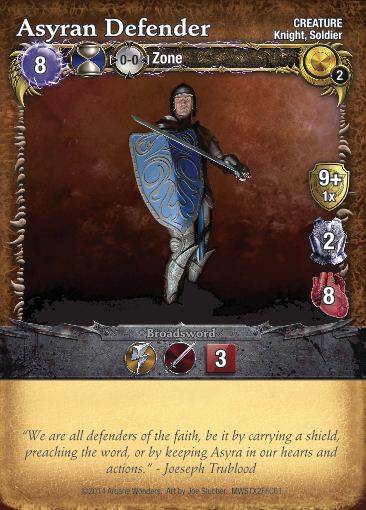 Asyran Defender
CREATURE
Knight, Soldier
8
0-0
Zone
2
9+
1x
2
8
Broadsword
3
"We are all defenders of the faith, be it by carrying a shield,
preaching the word, or by keeping Asyra in our hearts and
actions." - Joeseph Trublood
©2014 Arcane Wonders. Art by Joe Slubher. MWSTX2FFC01